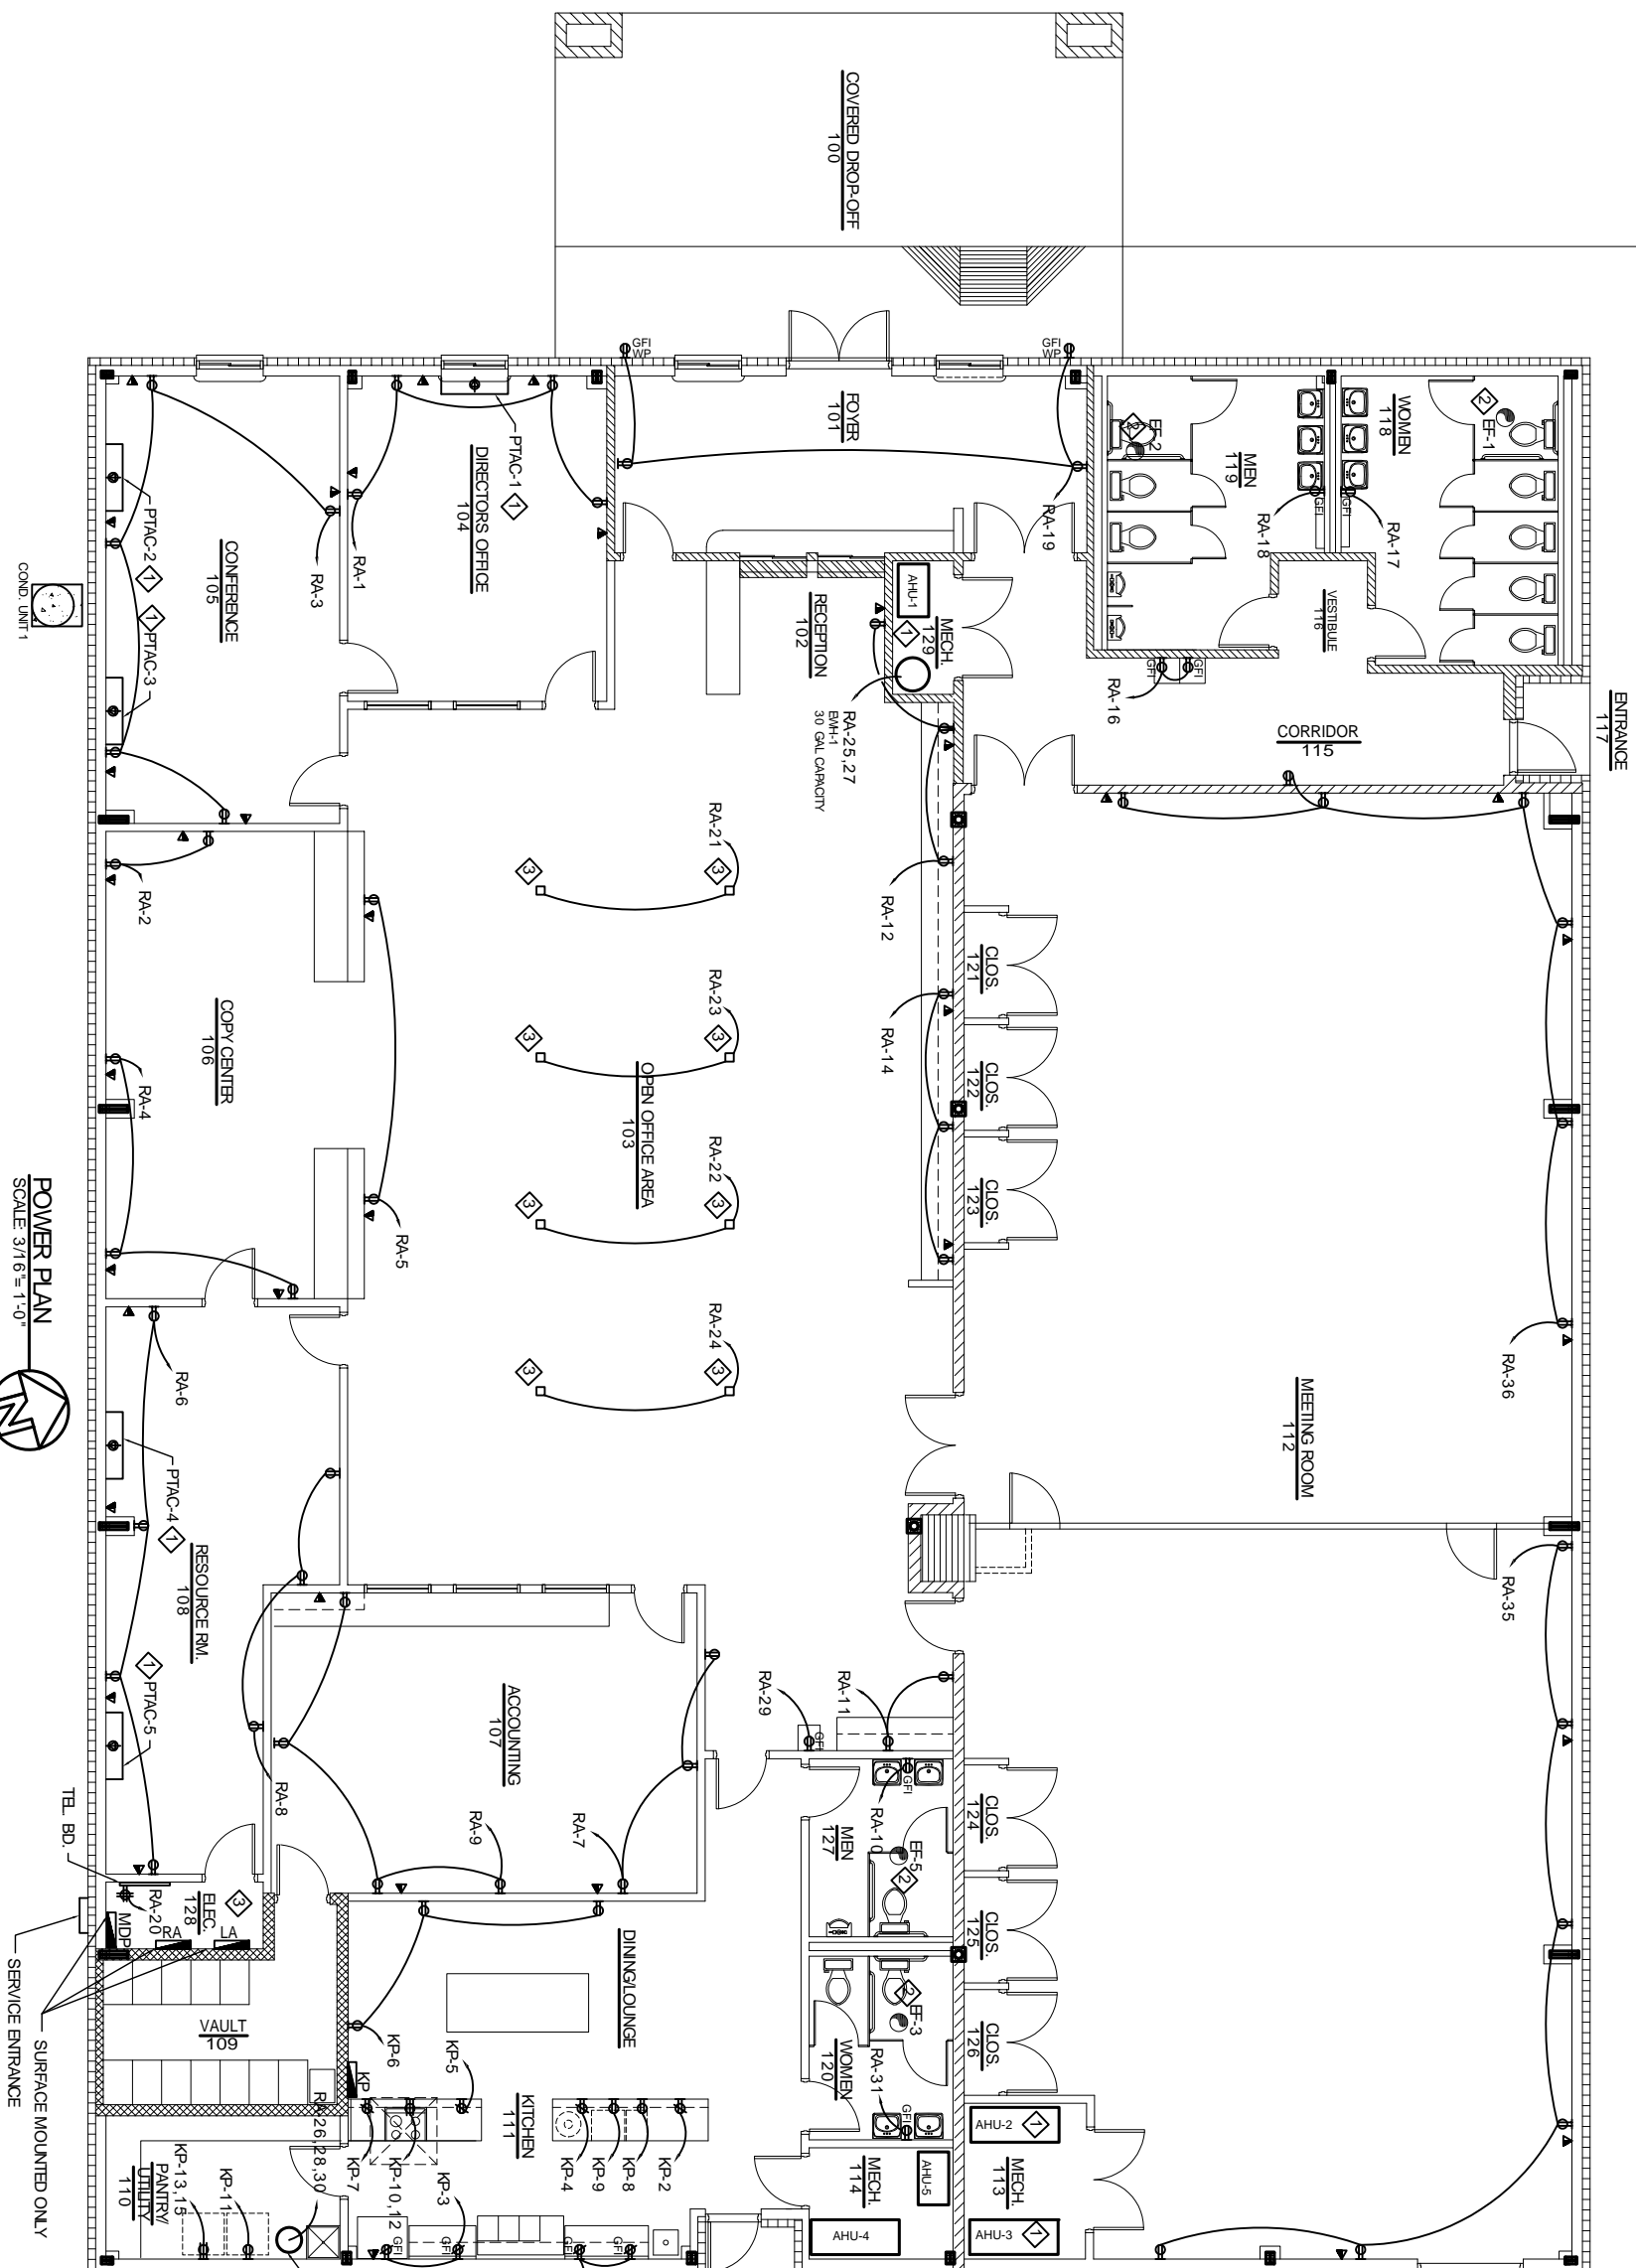 COVERED DROP-OFF
100
GFI
WP
GFI
WP
FOYER
101
RA-19
WOMEN
118
EF-1
2
EF-2
2
MEN
119
GFI
GFI
RA-18
RA-17
VESTIBULE
116
GFI
GFI
RA-16
CORRIDOR
115
ENTRANCE
117
PTAC-1
1
DIRECTORS OFFICE
104
RA-1
RA-3
CONFERENCE
105
PTAC-2
1
1
PTAC-3
COND. UNIT 1
RECEPTION
102
AHU-1
1
MECH.
129
RA-25,27
EWH-1
30 GAL CAPACITY
RA-2
RA-4
COPY CENTER
106
RA-5
RA-21
3
3
RA-23
3
3
RA-22
3
3
RA-24
3
3
OPEN OFFICE AREA
103
RA-12
RA-14
CLOS.
121
CLOS.
122
CLOS.
123
RA-36
MEETING ROOM
112
RA-35
POWER PLAN
SCALE: 3/16"= 1'-0"
N
RA-6
PTAC-4
1
RESOURCE RM.
108
1
PTAC-5
RA-8
ACCOUNTING
107
RA-9
RA-7
RA-29
GFI
RA-11
GFI
RA-10
MEN
127
EF-5
2
CLOS.
124
CLOS.
125
CLOS.
126
2
EF-3
WOMEN
120
RA-31
GFI
TEL. BD.
RA-20
ELEC.
128
3
MDP
RA
LA
SERVICE ENTRANCE
SURFACE MOUNTED ONLY
VAULT
109
DINING/LOUNGE
KP-6
KP-5
KP
KITCHEN
111
RA-26,28,30
KP-7
KP-10,12
KP-3
KP-4
KP-9
KP-8
KP-2
KP-13,15
KP-11
PANTRY/
UTILITY
110
GFI
GFI
GFI
GFI
MECH.
114
AHU-5
AHU-4
AHU-2
1
MECH.
113
AHU-3
1